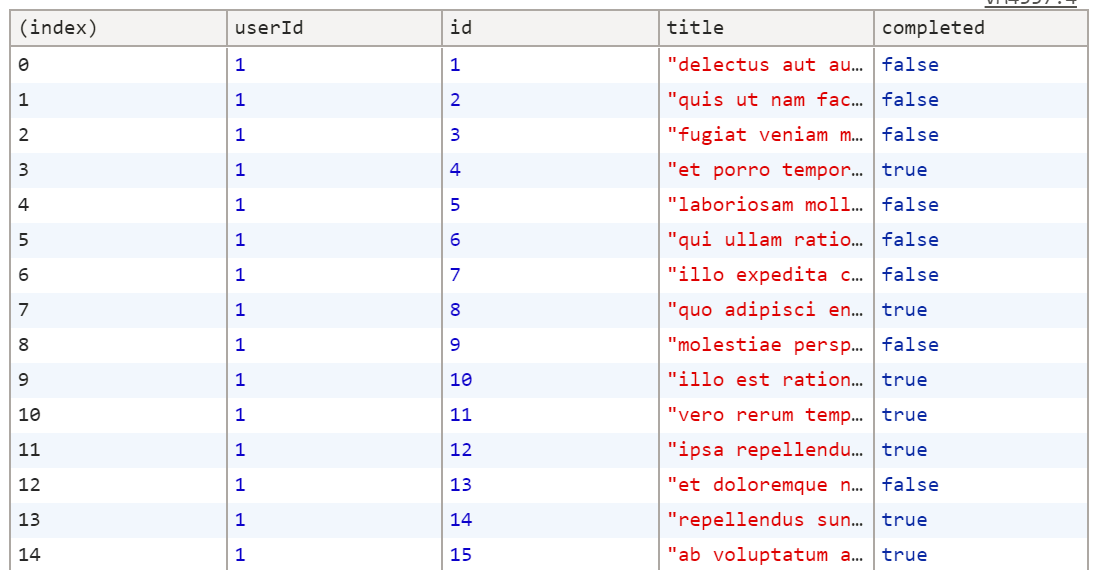 (index) userId id title completed
0 1 1 "delectus aut au… false
1 1 2 "quis ut nam fac… false
2 1 3 "fugiat veniam m… false
3 1 4 "et porro tempor… true
4 1 5 "laboriosam moll… false
5 1 6 "qui ullam ratio… false
6 1 7 "illo expedita c… false
7 1 8 "quo adipisci en… true
8 1 9 "molestiae persp… false
9 1 10 "illo est ration… true
10 1 11 "vero rerum temp… true
11 1 12 "ipsa repellendu… true
12 1 13 "et doloremque n… false
13 1 14 "repellendus sun… true
14 1 15 "ab voluptatum a… true